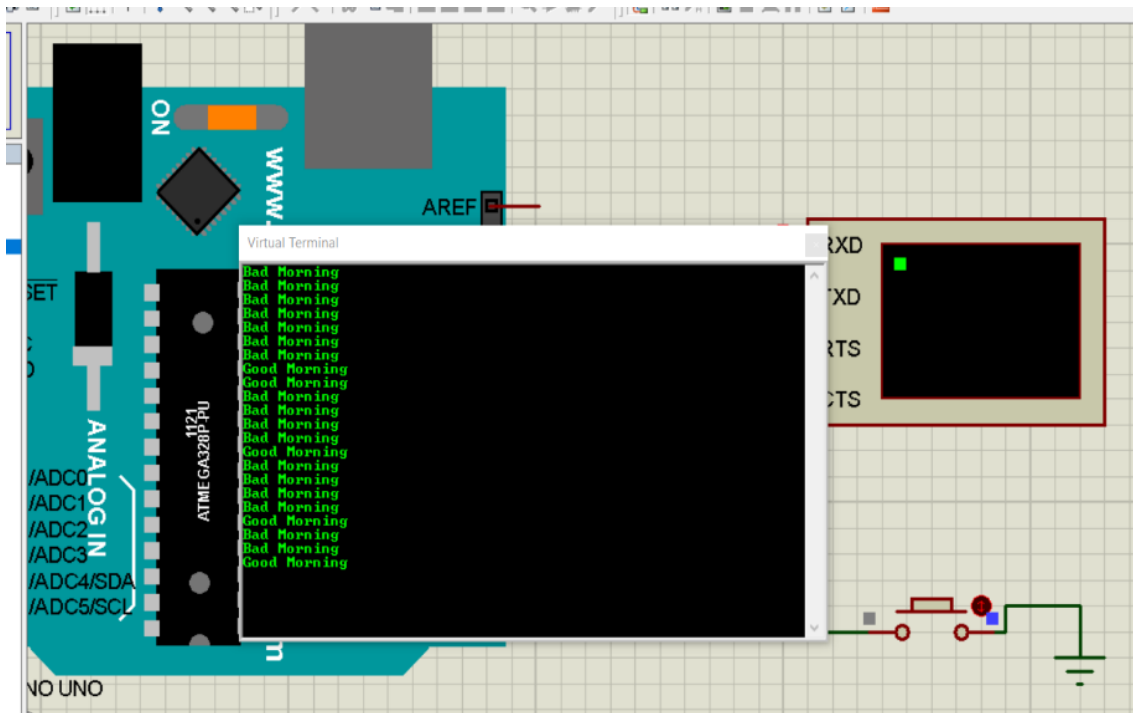 ON
WWW.
AREF
Virtual Terminal
Bad Morning
Bad Morning
Bad Morning
Bad Morning
Bad Morning
Bad Morning
Bad Morning
Good Morning
Good Morning
Bad Morning
Bad Morning
Bad Morning
Bad Morning
Good Morning
Bad Morning
Bad Morning
Bad Morning
Bad Morning
Good Morning
Bad Morning
Bad Morning
Good Morning
RXD
TXD
RTS
CTS
1121
ATMEGA328P-PU
ANALOG IN
/ADC0
/ADC1
/ADC2
/ADC3
/ADC4/SDA
/ADC5/SCL
NO UNO